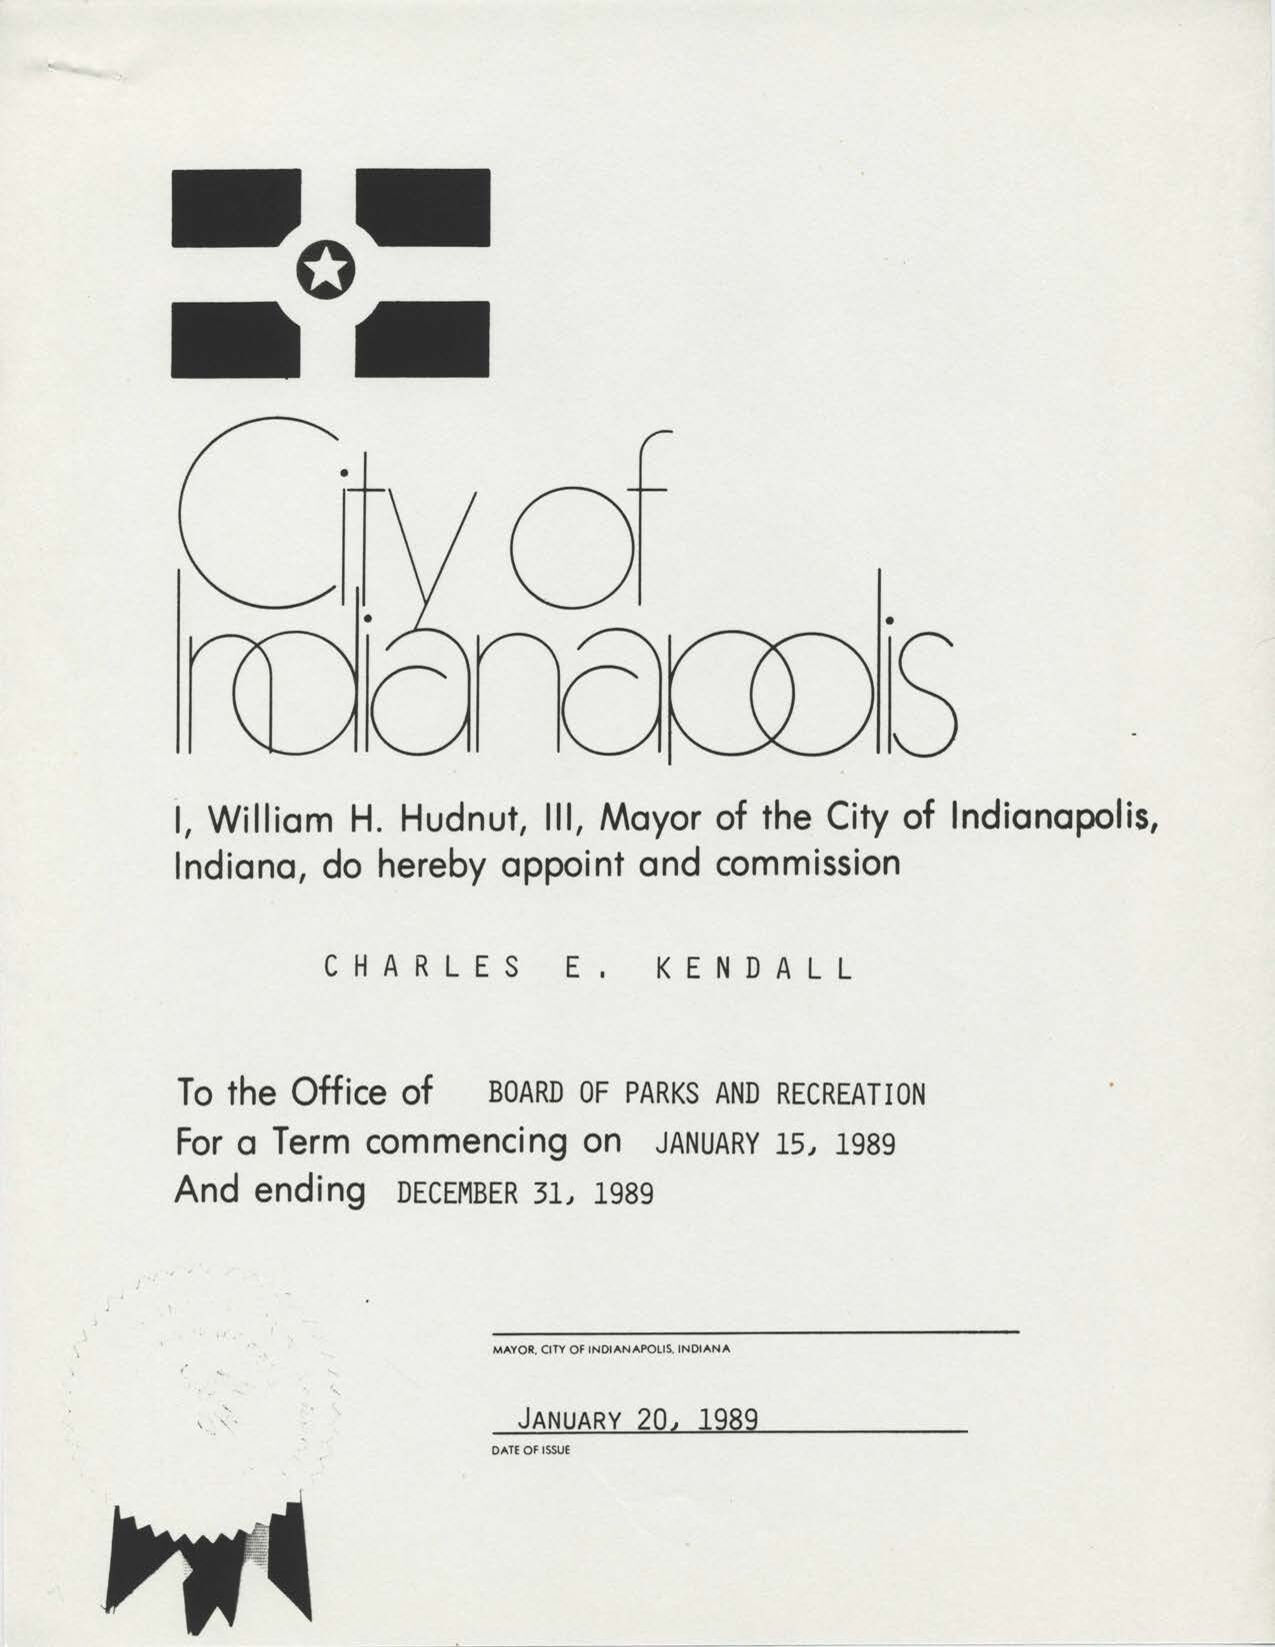 City of
Indianapolis
I, William H. Hudnut, III, Mayor of the City of Indianapolis,
Indiana, do hereby appoint and commission
CHARLES E. KENDALL
To the Office of BOARD OF PARKS AND RECREATION
For a Term commencing on JANUARY 15, 1989
And ending DECEMBER 31, 1989
MAYOR, CITY OF INDIANAPOLIS, INDIANA
JANUARY 20, 1989
DATE OF ISSUE